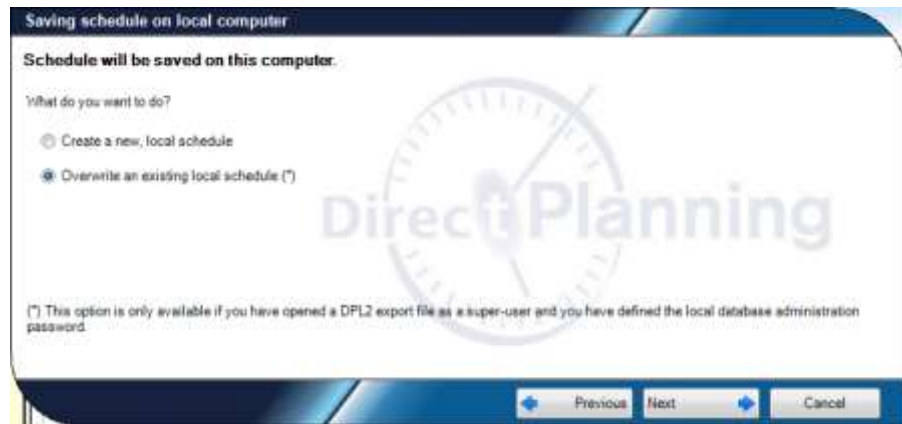 Saving schedule on local computer
Schedule will be saved on this computer.
What do you want to do?
Create a new, local schedule
Overwrite an existing local schedule (*)
Direct Planning
(*) This option is only available if you have opened a DPL2 export file as a super-user and you have defined the local database administration
password.
Previous Next Cancel